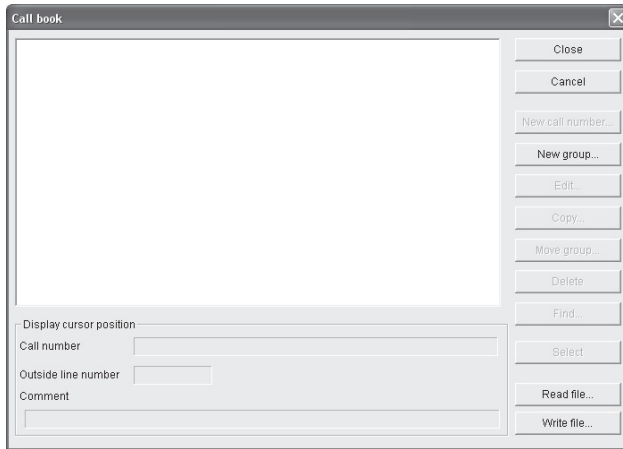 Call book
Close
Cancel
New call number...
New group...
Edit...
Copy...
Move group...
Delete
Find...
Select
Read file...
Write file...
Display cursor position
Call number
Outside line number
Comment